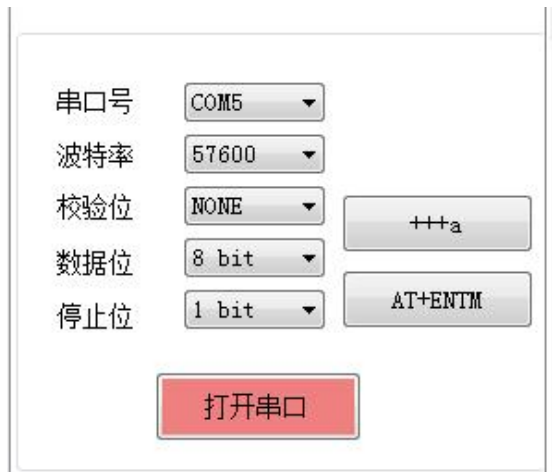 串口号 COM5
波特率 57600
校验位 NONE
+++a
数据位 8 bit
AT+ENTM
停止位 1 bit
打开串口